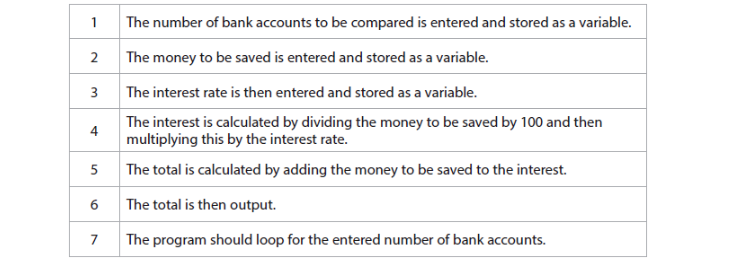 1 The number of bank accounts to be compared is entered and stored as a variable.
2 The money to be saved is entered and stored as a variable.
3 The interest rate is then entered and stored as a variable.
4 The interest is calculated by dividing the money to be saved by 100 and then
multiplying this by the interest rate.
5 The total is calculated by adding the money to be saved to the interest.
6 The total is then output.
7 The program should loop for the entered number of bank accounts.